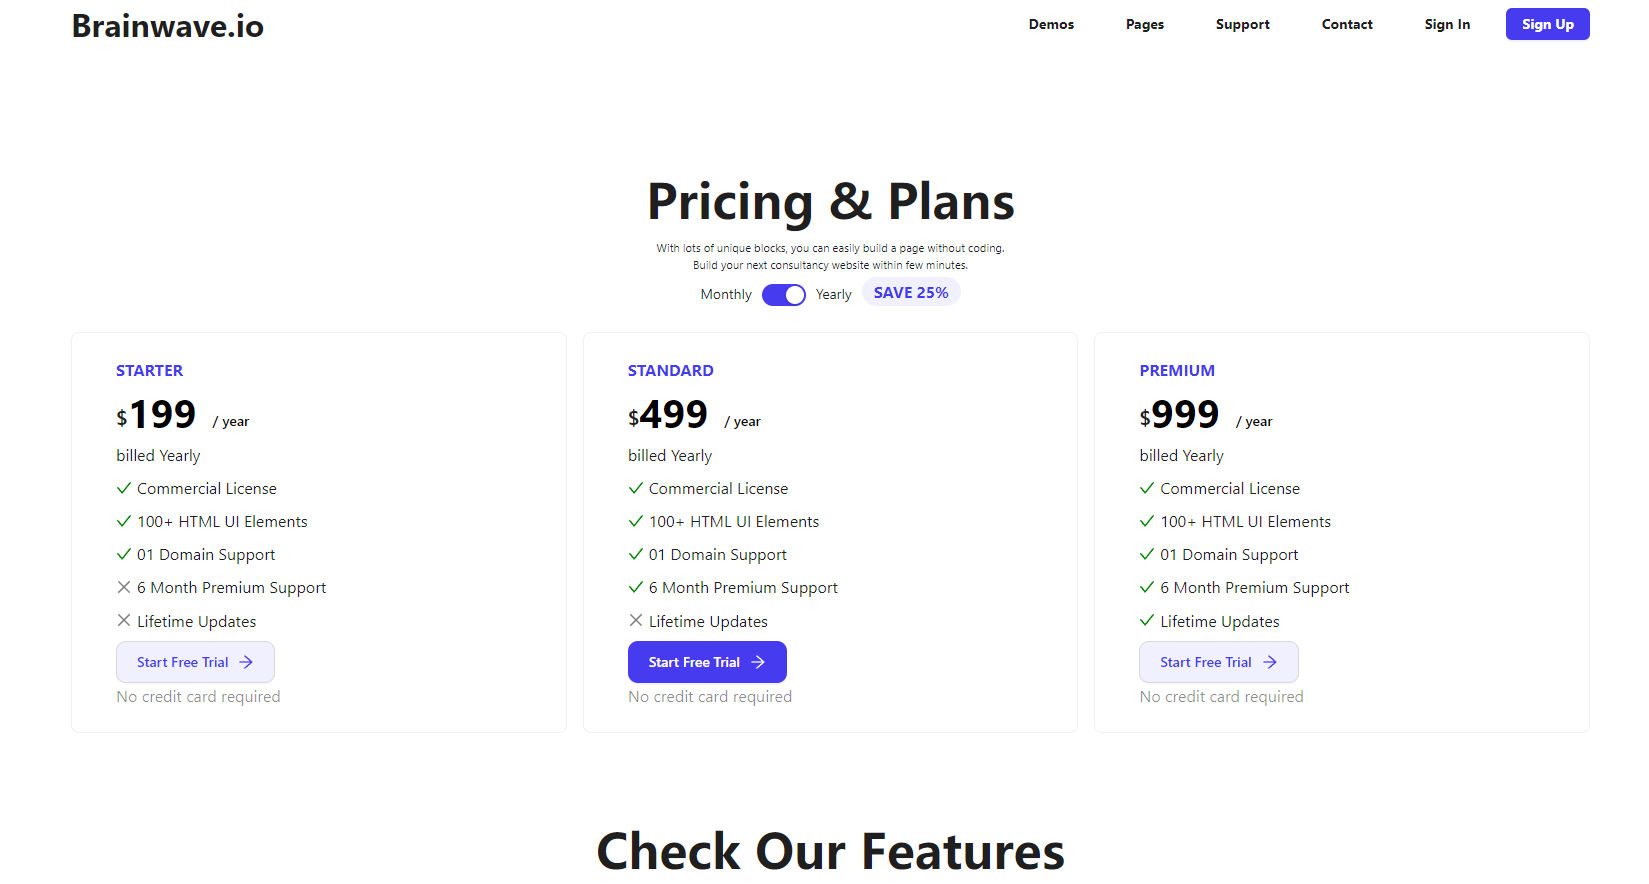 Brainwave.io
Demos Pages Support Contact Sign In Sign Up
Pricing & Plans
With lots of unique blocks, you can easily build a page without coding.
Build your next consultancy website within few minutes.
Monthly Yearly SAVE 25%
STARTER
$199 / year
billed Yearly
Commercial License
100+ HTML UI Elements
01 Domain Support
6 Month Premium Support
Lifetime Updates
Start Free Trial
No credit card required
STANDARD
$499 / year
billed Yearly
Commercial License
100+ HTML UI Elements
01 Domain Support
6 Month Premium Support
Lifetime Updates
Start Free Trial
No credit card required
PREMIUM
$999 / year
billed Yearly
Commercial License
100+ HTML UI Elements
01 Domain Support
6 Month Premium Support
Lifetime Updates
Start Free Trial
No credit card required
Check Our Features